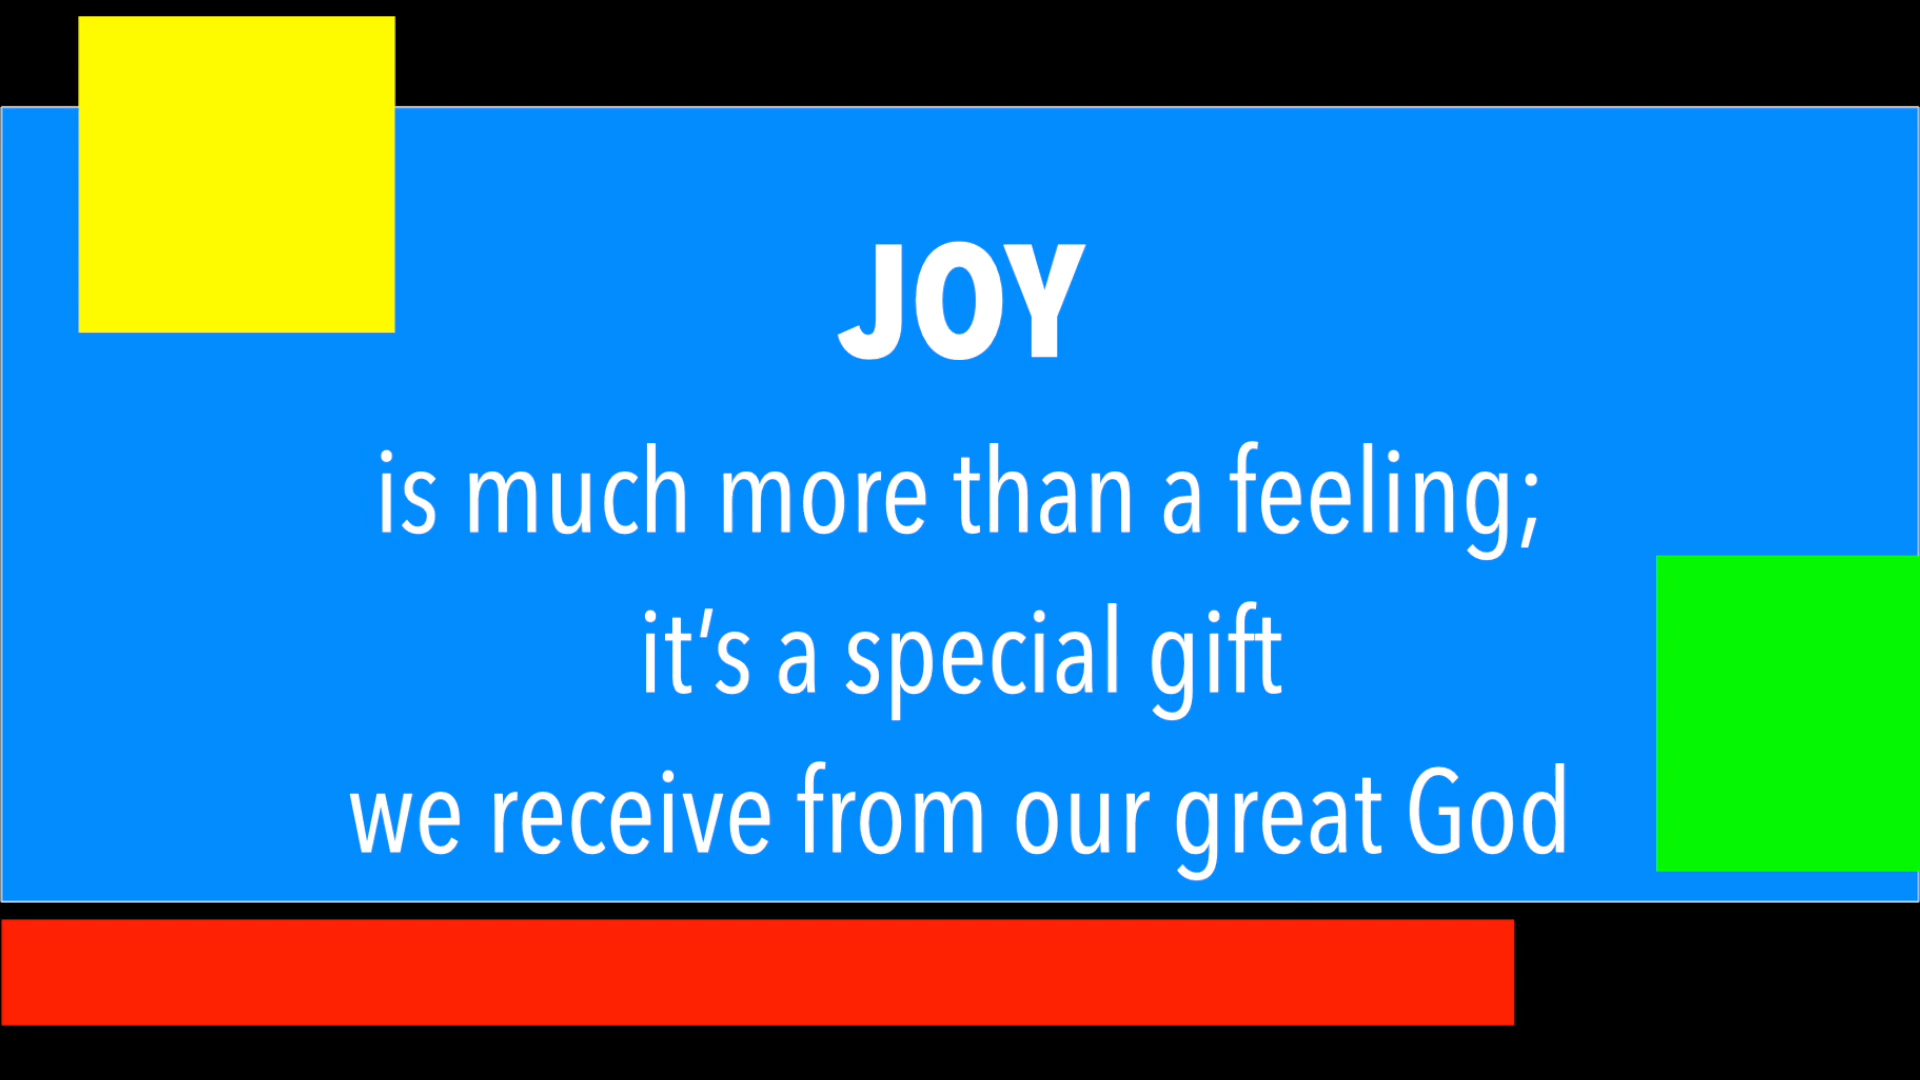 JOY
is much more than a feeling;
it’s a special gift
we receive from our great God